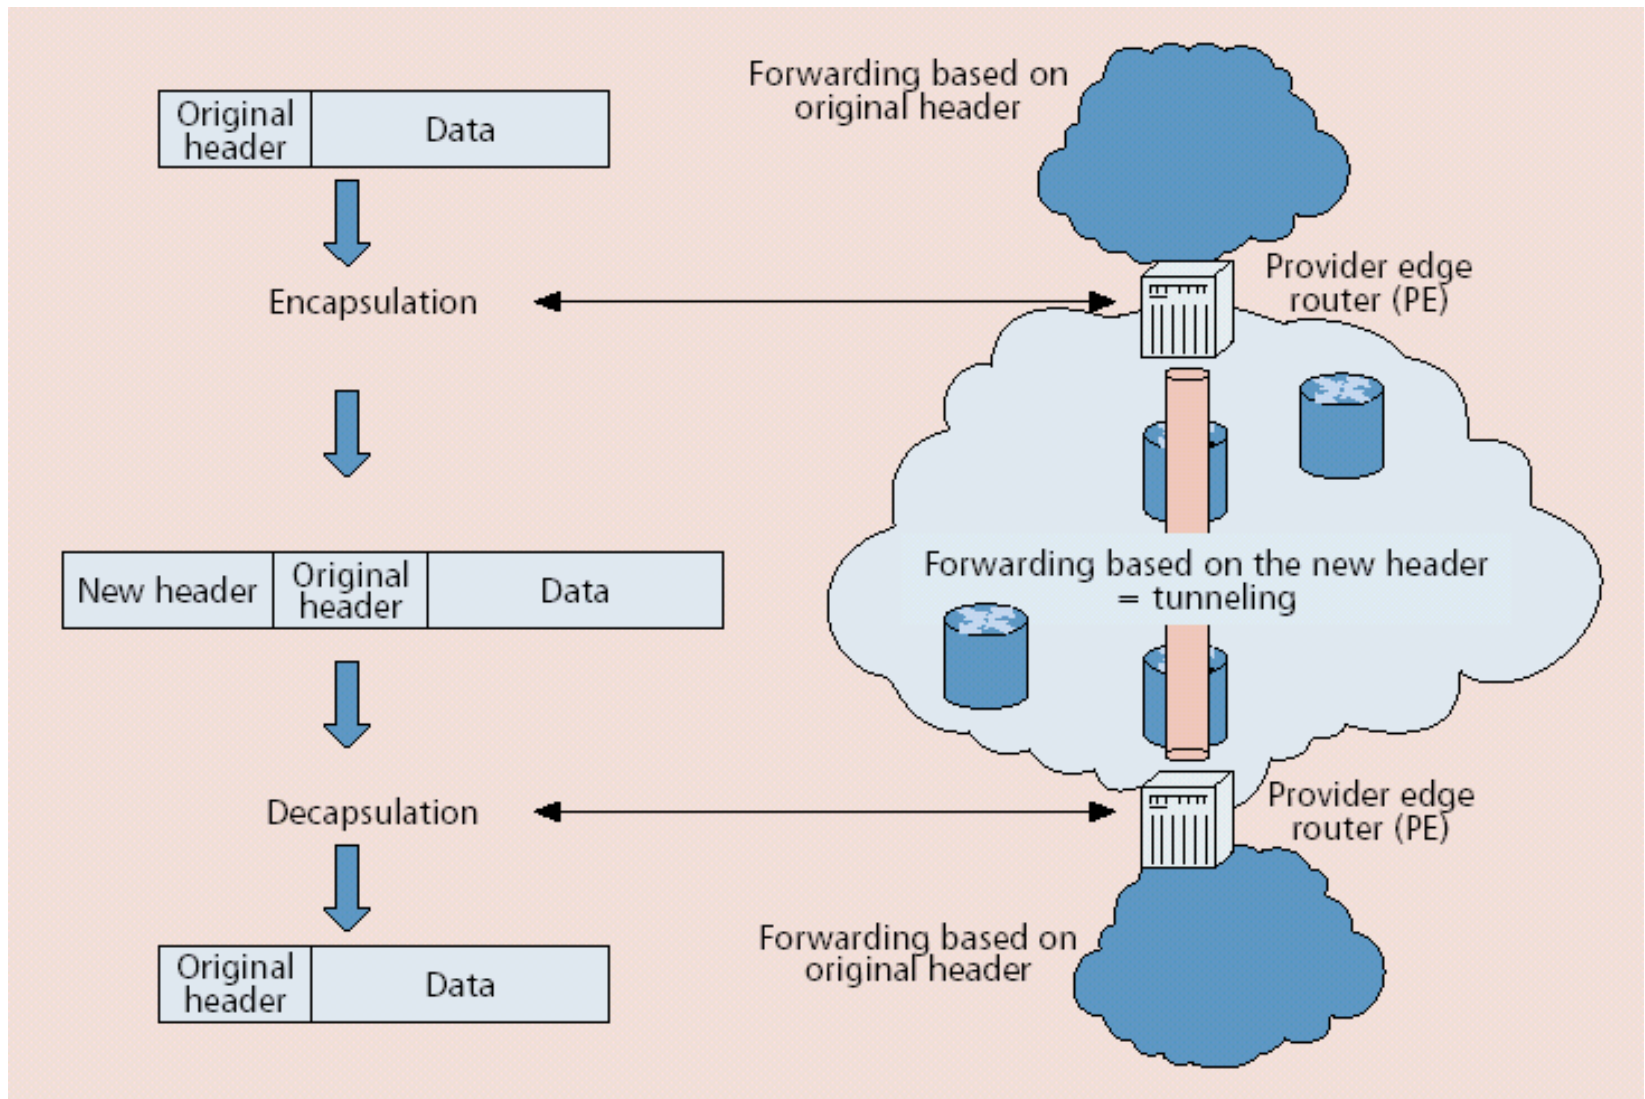 Forwarding based on
original header
Original
header
Data
Provider edge
router (PE)
Encapsulation
Forwarding based on the new header
= tunneling
New header
Original
header
Data
Decapsulation
Provider edge
router (PE)
Forwarding based on
original header
Original
header
Data